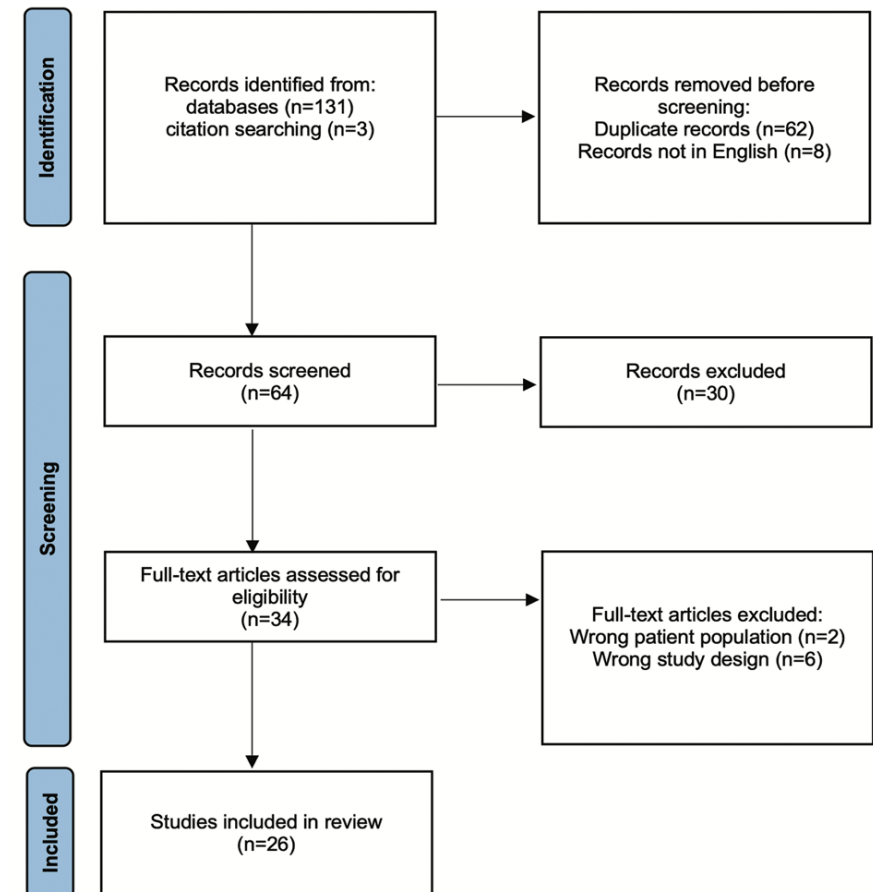 Identification
Records identified from:
databases (n=131)
citation searching (n=3)
Records removed before
screening:
Duplicate records (n=62)
Records not in English (n=8)
Screening
Records screened
(n=64)
Records excluded
(n=30)
Full-text articles assessed for
eligibility
(n=34)
Full-text articles excluded:
Wrong patient population (n=2)
Wrong study design (n=6)
Included
Studies included in review
(n=26)